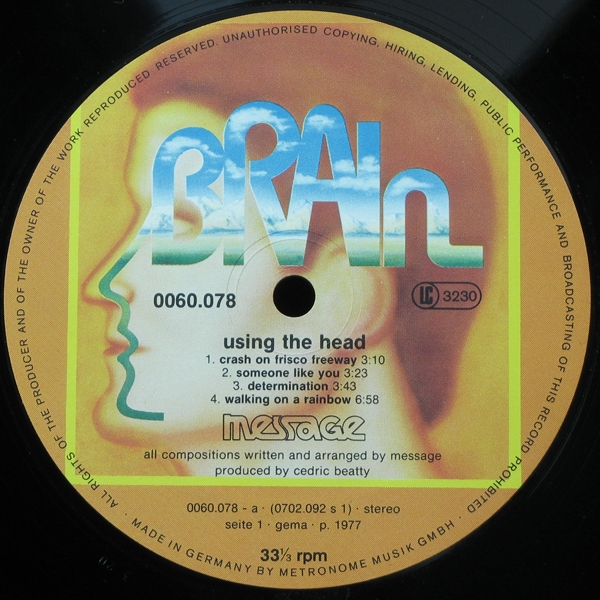 ALL RIGHTS OF THE PRODUCER AND OF THE OWNER OF THE WORK REPRODUCED RESERVED. UNAUTHORISED COPYING, HIRING, LENDING, PUBLIC PERFORMANCE AND BROADCASTING OF THIS RECORD PROHIBITED ·
BRAIn
0060.078
LC 3230
using the head
1. crash on frisco freeway 3:10
2. someone like you 3:23
3. determination 3:43
4. walking on a rainbow 6:58
message
all compositions written and arranged by message
produced by cedric beatty
0060.078 - a · (0702.092 s 1) · stereo
seite 1 · gema · p. 1977
33⅓ rpm
· MADE IN GERMANY BY METRONOME MUSIK GMBH ·